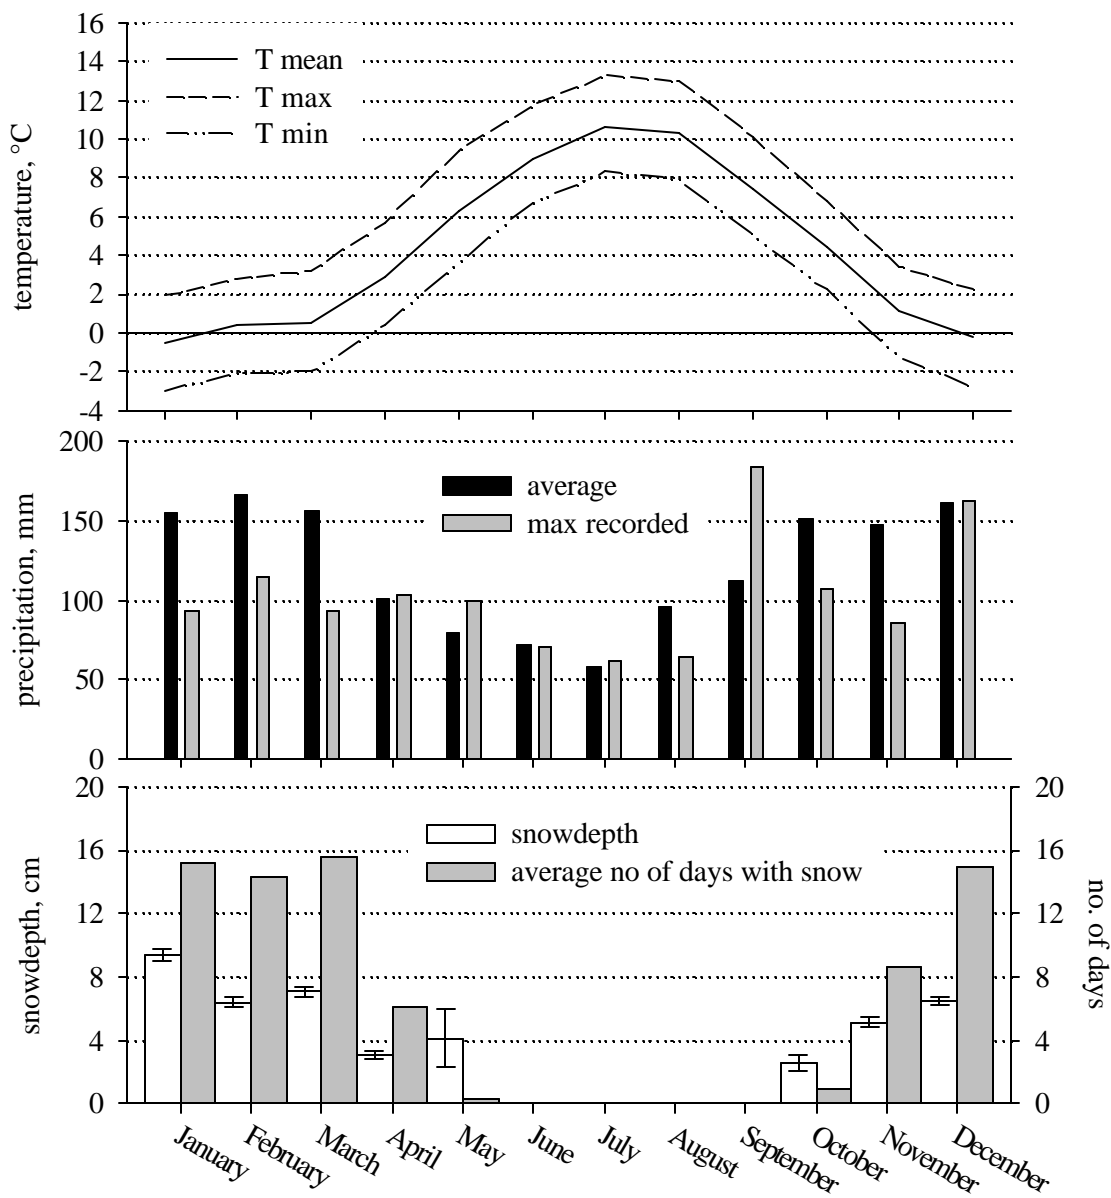 16
14
12
10
8
6
4
2
0
-2
-4
temperature, °C
T mean
T max
T min
200
150
100
50
0
precipitation, mm
average
max recorded
20
16
12
8
4
0
snowdepth, cm
snowdepth
average no of days with snow
20
16
12
8
4
0
no. of days
January
February
March
April
May
June
July
August
September
October
November
December